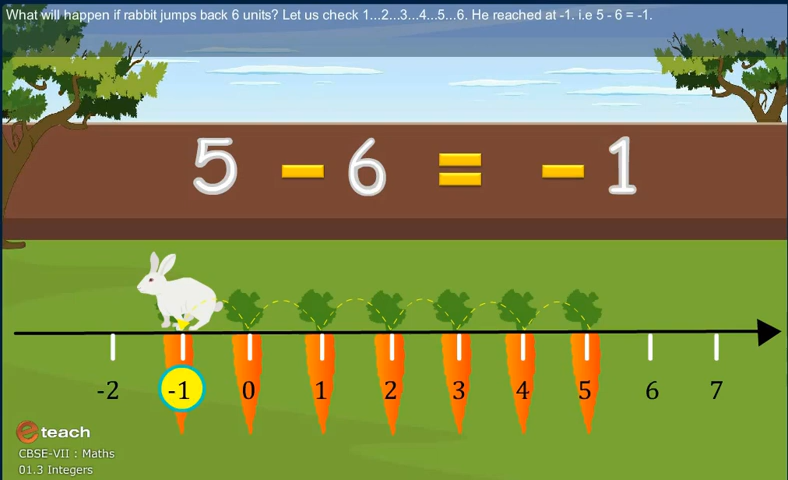 What will happen if rabbit jumps back 6 units? Let us check 1...2...3...4...5...6. He reached at -1. i.e 5 - 6 = -1.
5 - 6 = - 1
-2 -1 0 1 2 3 4 5 6 7
e teach
CBSE-VII : Maths
01.3 Integers